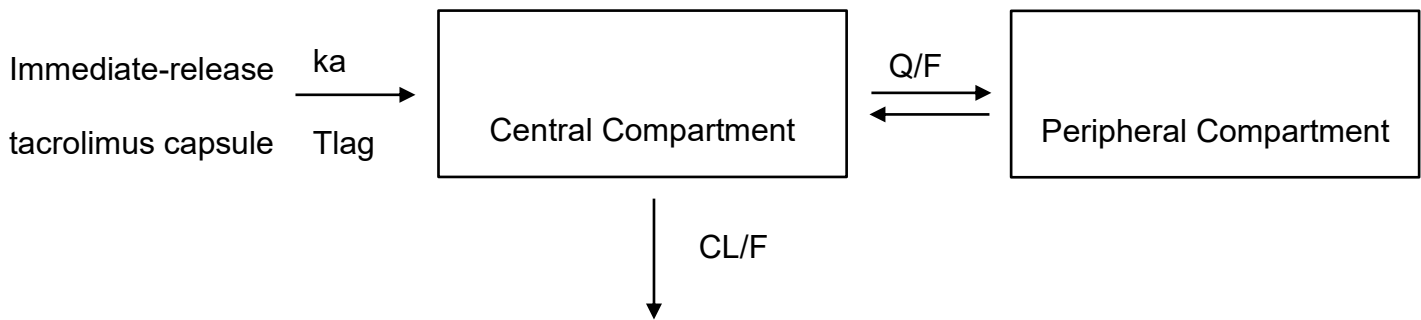 Immediate-release
tacrolimus capsule
ka
Tlag
Central Compartment
Q/F
Peripheral Compartment
CL/F